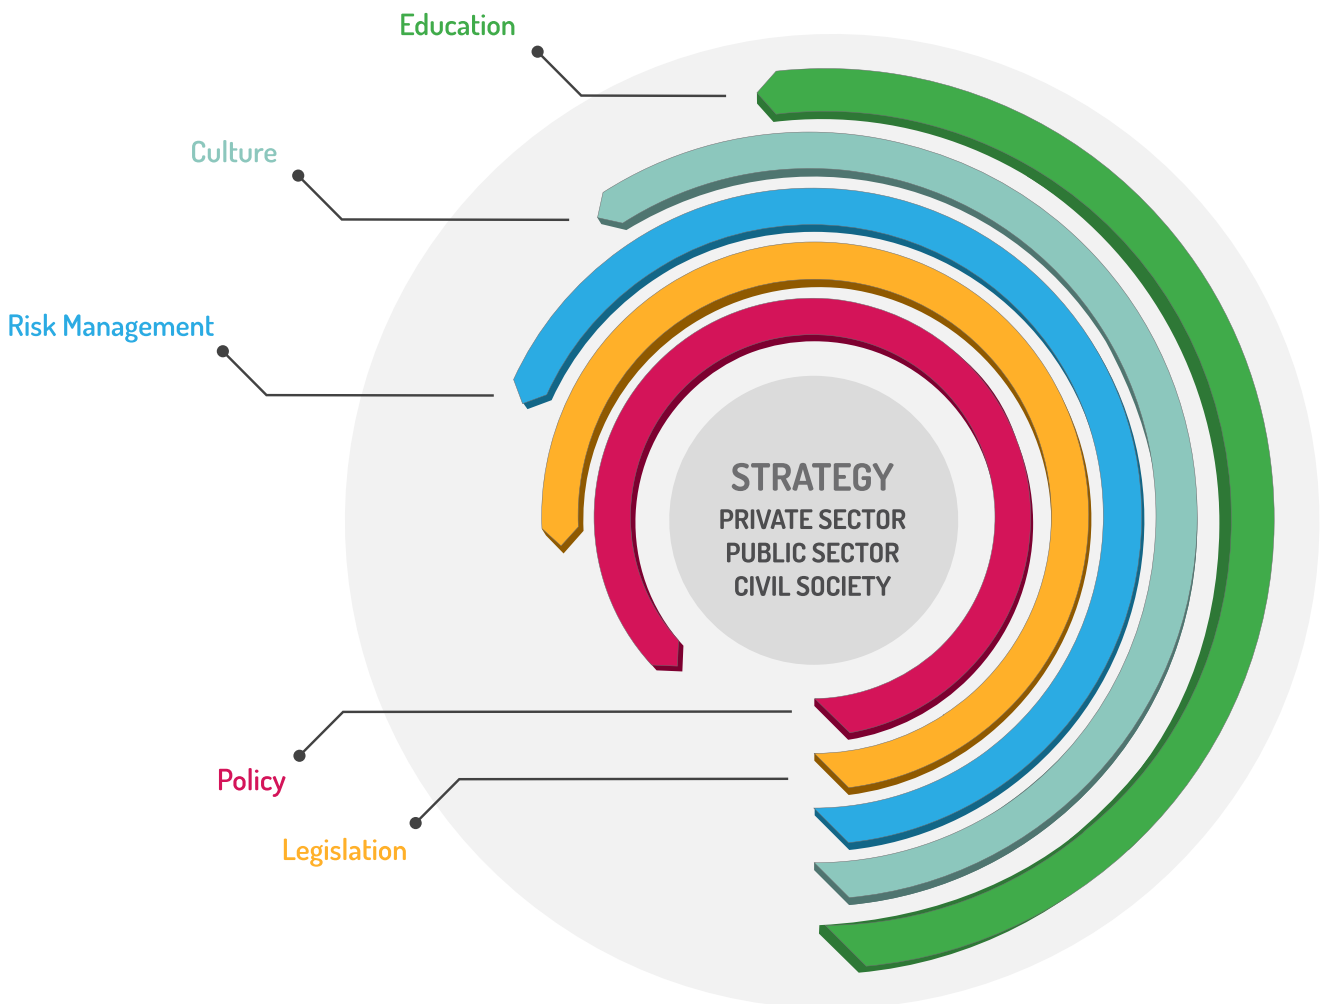 Education
Culture
Risk Management
STRATEGY
PRIVATE SECTOR
PUBLIC SECTOR
CIVIL SOCIETY
Policy
Legislation